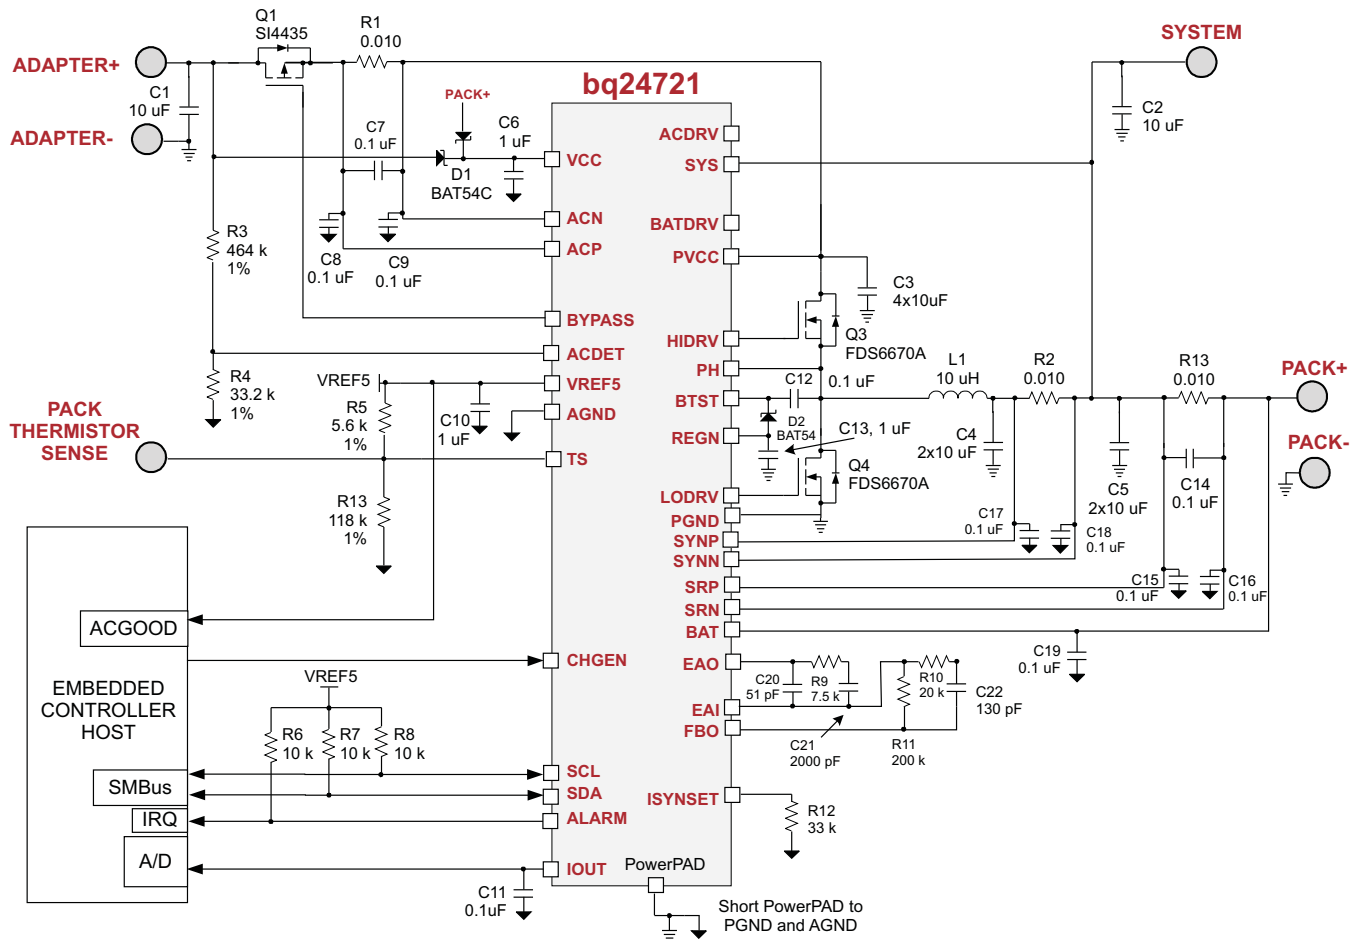 Q1
SI4435
R1
0.010
SYSTEM
ADAPTER+
C1
10 uF
ADAPTER-
bq24721
PACK+
C7
0.1 uF
C6
1 uF
D1
BAT54C
VCC
ACN
ACP
BYPASS
ACDET
VREF5
AGND
TS
CHGEN
SCL
SDA
ALARM
IOUT
ACDRV
SYS
BATDRV
PVCC
HIDRV
PH
BTST
REGN
LODRV
PGND
SYNP
SYNN
SRP
SRN
BAT
EAO
EAI
FBO
ISYNSET
PowerPAD
C2
10 uF
R3
464 k
1%
C8
0.1 uF
C9
0.1 uF
C3
4x10uF
Q3
FDS6670A
R4
33.2 k
1%
VREF5
R5
5.6 k
1%
C10
1 uF
C12
0.1 uF
D2
BAT54
C13, 1 uF
L1
10 uH
R2
0.010
R13
0.010
PACK+
PACK-
C4
2x10 uF
Q4
FDS6670A
C5
2x10 uF
C14
0.1 uF
PACK
THERMISTOR
SENSE
R13
118 k
1%
C17
0.1 uF
C18
0.1 uF
C15
0.1 uF
C16
0.1 uF
C19
0.1 uF
ACGOOD
EMBEDDED
CONTROLLER
HOST
SMBus
IRQ
A/D
VREF5
R6
10 k
R7
10 k
R8
10 k
C20
51 pF
R9
7.5 k
R10
20 k
C22
130 pF
C21
2000 pF
R11
200 k
R12
33 k
C11
0.1uF
Short PowerPAD to
PGND and AGND